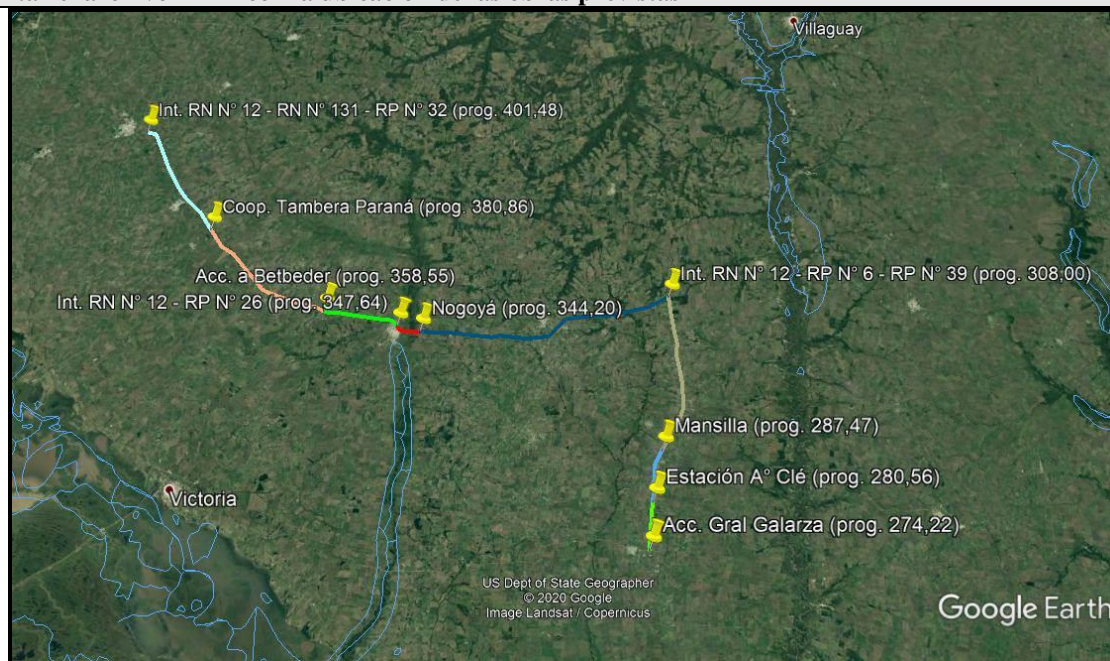 Villaguay
Int. RN N° 12 - RN N° 131 - RP N° 32 (prog. 401,48)
Coop. Tambera Paraná (prog. 380,86)
Acc. a Betbeder (prog. 358,55)
Int. RN N° 12 - RP N° 6 - RP N° 39 (prog. 308,00)
Int. RN N° 12 - RP N° 26 (prog. 347,64)
Nogoyá (prog. 344,20)
Mansilla (prog. 287,47)
Estación A° Clé (prog. 280,56)
Victoria
Acc. Gral Galarza (prog. 274,22)
US Dept of State Geographer
© 2020 Google
Image Landsat / Copernicus
Google Earth